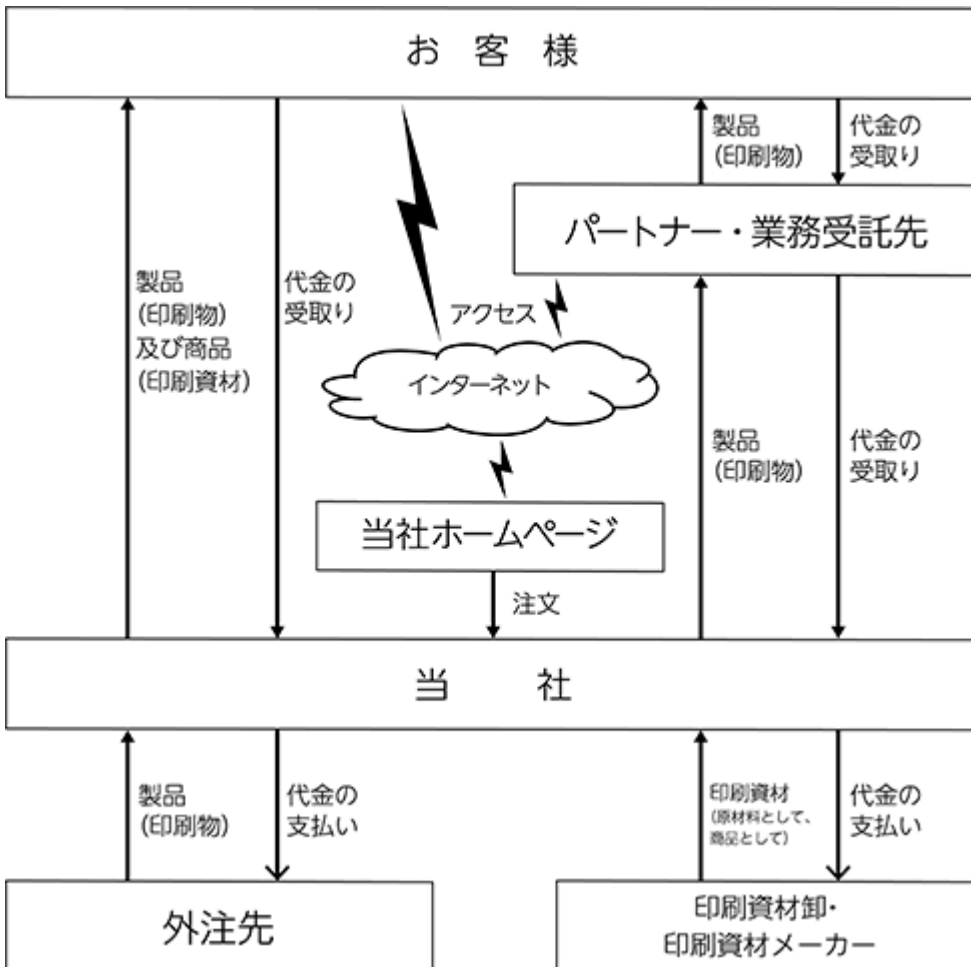 お 客 様
製品
(印刷物)
代金の
受取り
パートナー・業務受託先
製品
(印刷物)
及び商品
(印刷資材)
代金の
受取り
アクセス
インターネット
製品
(印刷物)
代金の
受取り
当社ホームページ
注文
当 社
製品
(印刷物)
代金の
支払い
印刷資材
(原材料として、
商品として)
代金の
支払い
外注先
印刷資材卸・
印刷資材メーカー